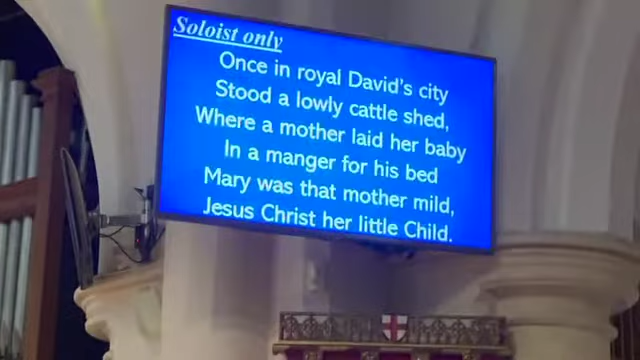 Soloist only
Once in royal David's city
Stood a lowly cattle shed,
Where a mother laid her baby
In a manger for his bed
Mary was that mother mild,
Jesus Christ her little Child.